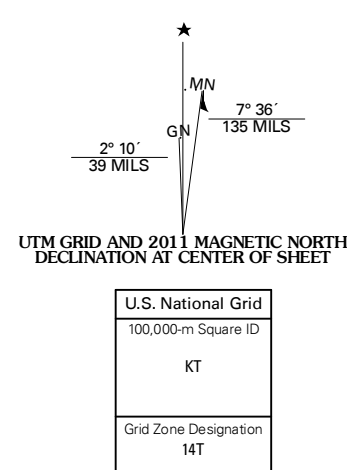 MN
GN
7° 36´
135 MILS
2° 10´
39 MILS
UTM GRID AND 2011 MAGNETIC NORTH
DECLINATION AT CENTER OF SHEET
U.S. National Grid
100,000-m Square ID
KT
Grid Zone Designation
14T